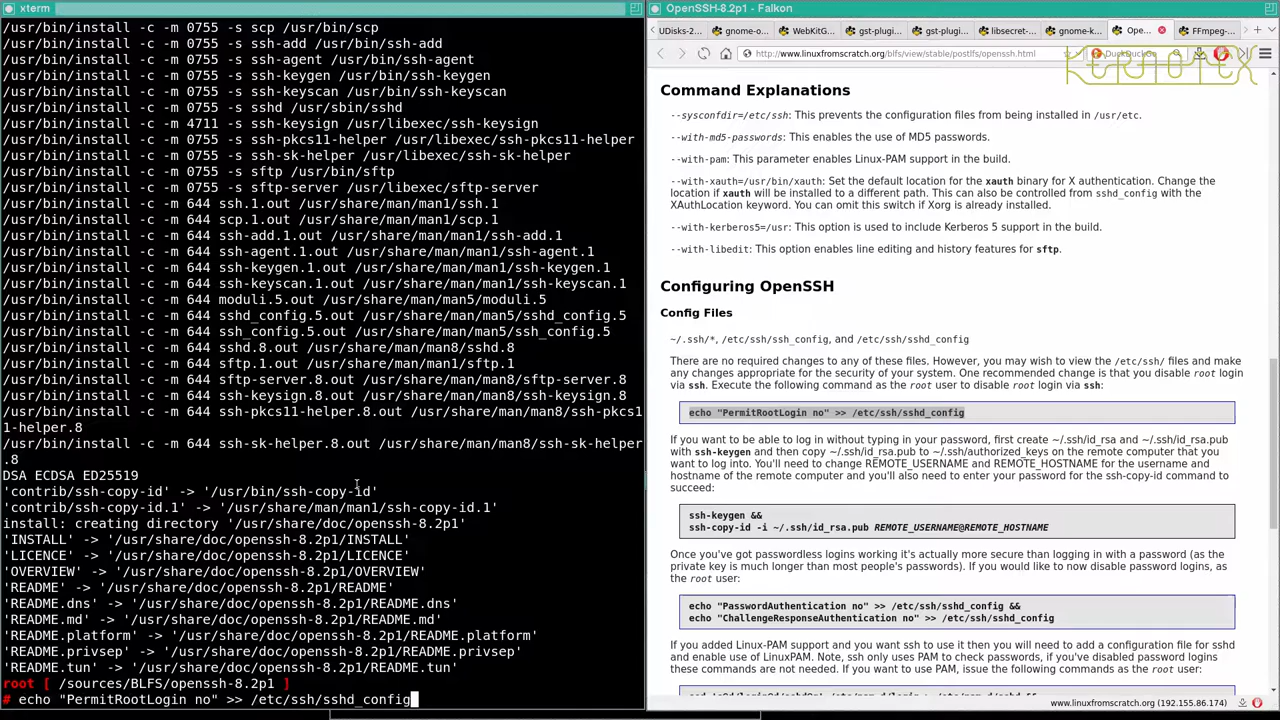 xterm
/usr/bin/install -c -m 0755 -s scp /usr/bin/scp
/usr/bin/install -c -m 0755 -s ssh-add /usr/bin/ssh-add
/usr/bin/install -c -m 0755 -s ssh-agent /usr/bin/ssh-agent
/usr/bin/install -c -m 0755 -s ssh-keygen /usr/bin/ssh-keygen
/usr/bin/install -c -m 0755 -s ssh-keyscan /usr/bin/ssh-keyscan
/usr/bin/install -c -m 0755 -s sshd /usr/sbin/sshd
/usr/bin/install -c -m 4711 -s ssh-keysign /usr/libexec/ssh-keysign
/usr/bin/install -c -m 0755 -s ssh-pkcs11-helper /usr/libexec/ssh-pkcs11-helper
/usr/bin/install -c -m 0755 -s ssh-sk-helper /usr/libexec/ssh-sk-helper
/usr/bin/install -c -m 0755 -s sftp /usr/bin/sftp
/usr/bin/install -c -m 0755 -s sftp-server /usr/libexec/sftp-server
/usr/bin/install -c -m 644 ssh.1.out /usr/share/man/man1/ssh.1
/usr/bin/install -c -m 644 scp.1.out /usr/share/man/man1/scp.1
/usr/bin/install -c -m 644 ssh-add.1.out /usr/share/man/man1/ssh-add.1
/usr/bin/install -c -m 644 ssh-agent.1.out /usr/share/man/man1/ssh-agent.1
/usr/bin/install -c -m 644 ssh-keygen.1.out /usr/share/man/man1/ssh-keygen.1
/usr/bin/install -c -m 644 ssh-keyscan.1.out /usr/share/man/man1/ssh-keyscan.1
/usr/bin/install -c -m 644 moduli.5.out /usr/share/man/man5/moduli.5
/usr/bin/install -c -m 644 sshd_config.5.out /usr/share/man/man5/sshd_config.5
/usr/bin/install -c -m 644 ssh_config.5.out /usr/share/man/man5/ssh_config.5
/usr/bin/install -c -m 644 sshd.8.out /usr/share/man/man8/sshd.8
/usr/bin/install -c -m 644 sftp.1.out /usr/share/man/man1/sftp.1
/usr/bin/install -c -m 644 sftp-server.8.out /usr/share/man/man8/sftp-server.8
/usr/bin/install -c -m 644 ssh-keysign.8.out /usr/share/man/man8/ssh-keysign.8
/usr/bin/install -c -m 644 ssh-pkcs11-helper.8.out /usr/share/man/man8/ssh-pkcs1
1-helper.8
/usr/bin/install -c -m 644 ssh-sk-helper.8.out /usr/share/man/man8/ssh-sk-helper
.8
DSA ECDSA ED25519
'contrib/ssh-copy-id' -> '/usr/bin/ssh-copy-id'
'contrib/ssh-copy-id.1' -> '/usr/share/man/man1/ssh-copy-id.1'
install: creating directory '/usr/share/doc/openssh-8.2p1'
'INSTALL' -> '/usr/share/doc/openssh-8.2p1/INSTALL'
'LICENCE' -> '/usr/share/doc/openssh-8.2p1/LICENCE'
'OVERVIEW' -> '/usr/share/doc/openssh-8.2p1/OVERVIEW'
'README' -> '/usr/share/doc/openssh-8.2p1/README'
'README.dns' -> '/usr/share/doc/openssh-8.2p1/README.dns'
'README.md' -> '/usr/share/doc/openssh-8.2p1/README.md'
'README.platform' -> '/usr/share/doc/openssh-8.2p1/README.platform'
'README.privsep' -> '/usr/share/doc/openssh-8.2p1/README.privsep'
'README.tun' -> '/usr/share/doc/openssh-8.2p1/README.tun'
root [ /sources/BLFS/openssh-8.2p1 ]
# echo "PermitRootLogin no" >> /etc/ssh/sshd_config
OpenSSH-8.2p1 - Falkon
UDisks-2... gnome-o... WebKitG... gst-plugi... gst-plugi... libsecret-... gnome-k... Ope... FFmpeg-...
http://www.linuxfromscratch.org/blfs/view/stable/postlfs/openssh.html DuckDuckGo
KERNOTEX
Command Explanations
--sysconfdir=/etc/ssh: This prevents the configuration files from being installed in /usr/etc.
--with-md5-passwords: This enables the use of MD5 passwords.
--with-pam: This parameter enables Linux-PAM support in the build.
--with-xauth=/usr/bin/xauth: Set the default location for the xauth binary for X authentication. Change the
location if xauth will be installed to a different path. This can also be controlled from sshd_config with the
XAuthLocation keyword. You can omit this switch if Xorg is already installed.
--with-kerberos5=/usr: This option is used to include Kerberos 5 support in the build.
--with-libedit: This option enables line editing and history features for sftp.
Configuring OpenSSH
Config Files
~/.ssh/*, /etc/ssh/ssh_config, and /etc/ssh/sshd_config
There are no required changes to any of these files. However, you may wish to view the /etc/ssh/ files and make
any changes appropriate for the security of your system. One recommended change is that you disable root login
via ssh. Execute the following command as the root user to disable root login via ssh:
echo "PermitRootLogin no" >> /etc/ssh/sshd_config
If you want to be able to log in without typing in your password, first create ~/.ssh/id_rsa and ~/.ssh/id_rsa.pub
with ssh-keygen and then copy ~/.ssh/id_rsa.pub to ~/.ssh/authorized_keys on the remote computer that you
want to log into. You'll need to change REMOTE_USERNAME and REMOTE_HOSTNAME for the username and
hostname of the remote computer and you'll also need to enter your password for the ssh-copy-id command to
succeed:
ssh-keygen &&
ssh-copy-id -i ~/.ssh/id_rsa.pub REMOTE_USERNAME@REMOTE_HOSTNAME
Once you've got passwordless logins working it's actually more secure than logging in with a password (as the
private key is much longer than most people's passwords). If you would like to now disable password logins, as
the root user:
echo "PasswordAuthentication no" >> /etc/ssh/sshd_config &&
echo "ChallengeResponseAuthentication no" >> /etc/ssh/sshd_config
If you added Linux-PAM support and you want ssh to use it then you will need to add a configuration file for sshd
and enable use of LinuxPAM. Note, ssh only uses PAM to check passwords, if you've disabled password logins
these commands are not needed. If you want to use PAM, issue the following commands as the root user:
www.linuxfromscratch.org (192.155.86.174)